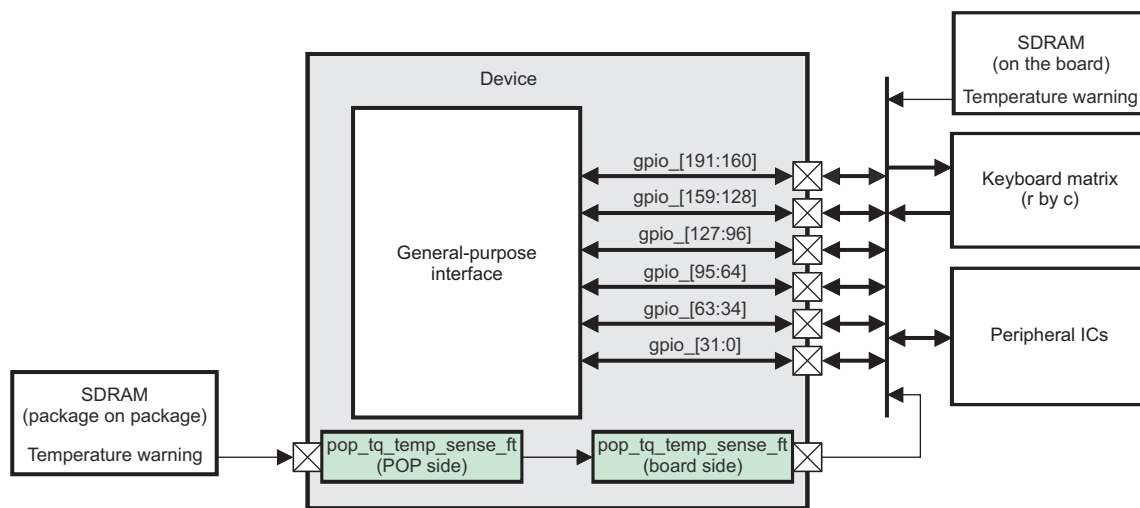 SDRAM
(on the board)
Temperature warning
Device
gpio_[191:160]
gpio_[159:128]
gpio_[127:96]
gpio_[95:64]
gpio_[63:34]
gpio_[31:0]
General-purpose
interface
Keyboard matrix
(r by c)
Peripheral ICs
SDRAM
(package on package)
Temperature warning
pop_tq_temp_sense_ft
(POP side)
pop_tq_temp_sense_ft
(board side)